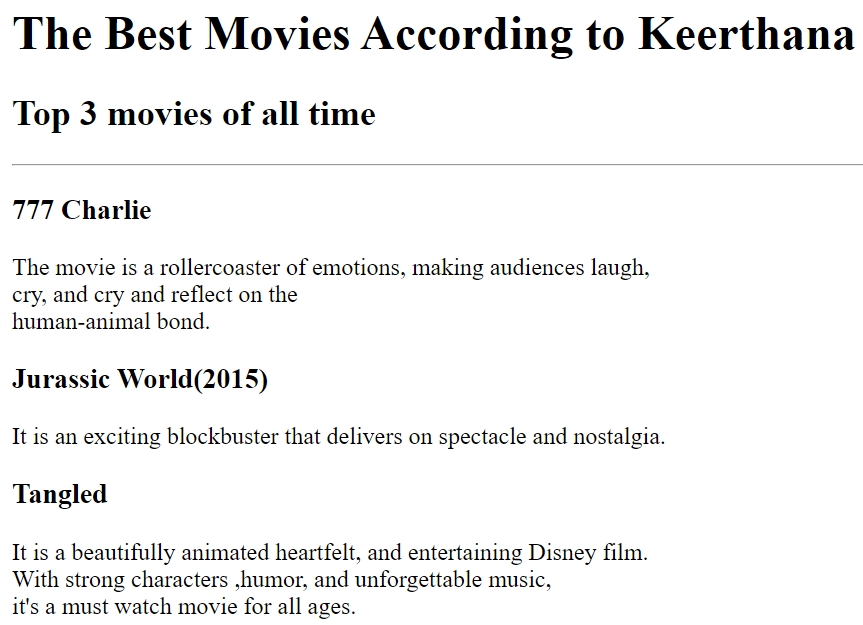 The Best Movies According to Keerthana
Top 3 movies of all time
777 Charlie
The movie is a rollercoaster of emotions, making audiences laugh,
cry, and cry and reflect on the
human-animal bond.
Jurassic World(2015)
It is an exciting blockbuster that delivers on spectacle and nostalgia.
Tangled
It is a beautifully animated heartfelt, and entertaining Disney film.
With strong characters ,humor, and unforgettable music,
it's a must watch movie for all ages.